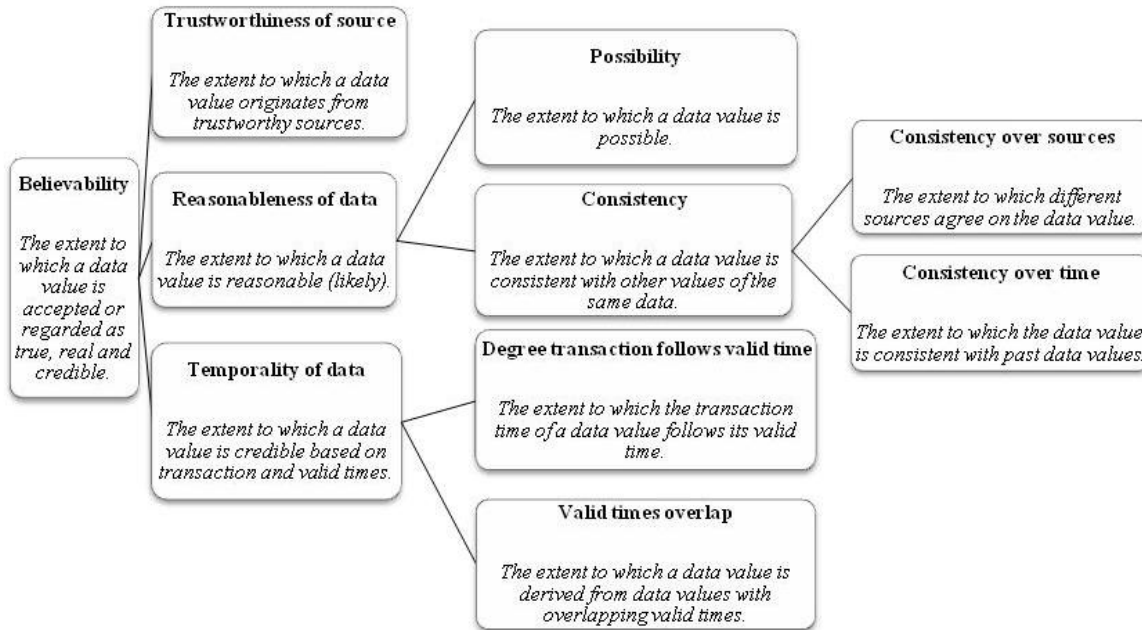 Believability
The extent to
which a data
value is
accepted or
regarded as
true, real and
credible.
Trustworthiness of source
The extent to which a data
value originates from
trustworthy sources.
Reasonableness of data
The extent to which a data
value is reasonable (likely).
Temporality of data
The extent to which a data
value is credible based on
transaction and valid times.
Possibility
The extent to which a data value is
possible.
Consistency
The extent to which a data value is
consistent with other values of the
same data.
Degree transaction follows valid time
The extent to which the transaction
time of a data value follows its valid
time.
Valid times overlap
The extent to which a data value is
derived from data values with
overlapping valid times.
Consistency over sources
The extent to which different
sources agree on the data value.
Consistency over time
The extent to which the data value
is consistent with past data values.